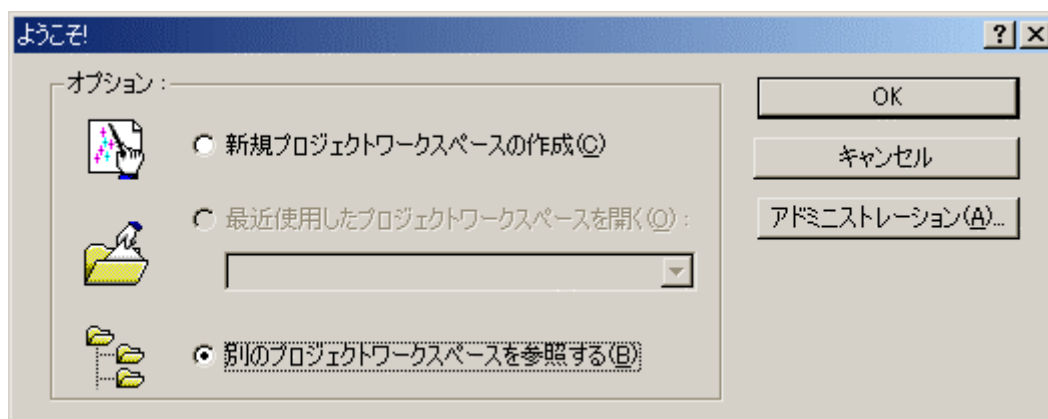 ようこそ!
オプション：
新規プロジェクトワークスペースの作成(C)
最近使用したプロジェクトワークスペースを開く(O)：
別のプロジェクトワークスペースを参照する(B)
OK
キャンセル
アドミニストレーション(A)...